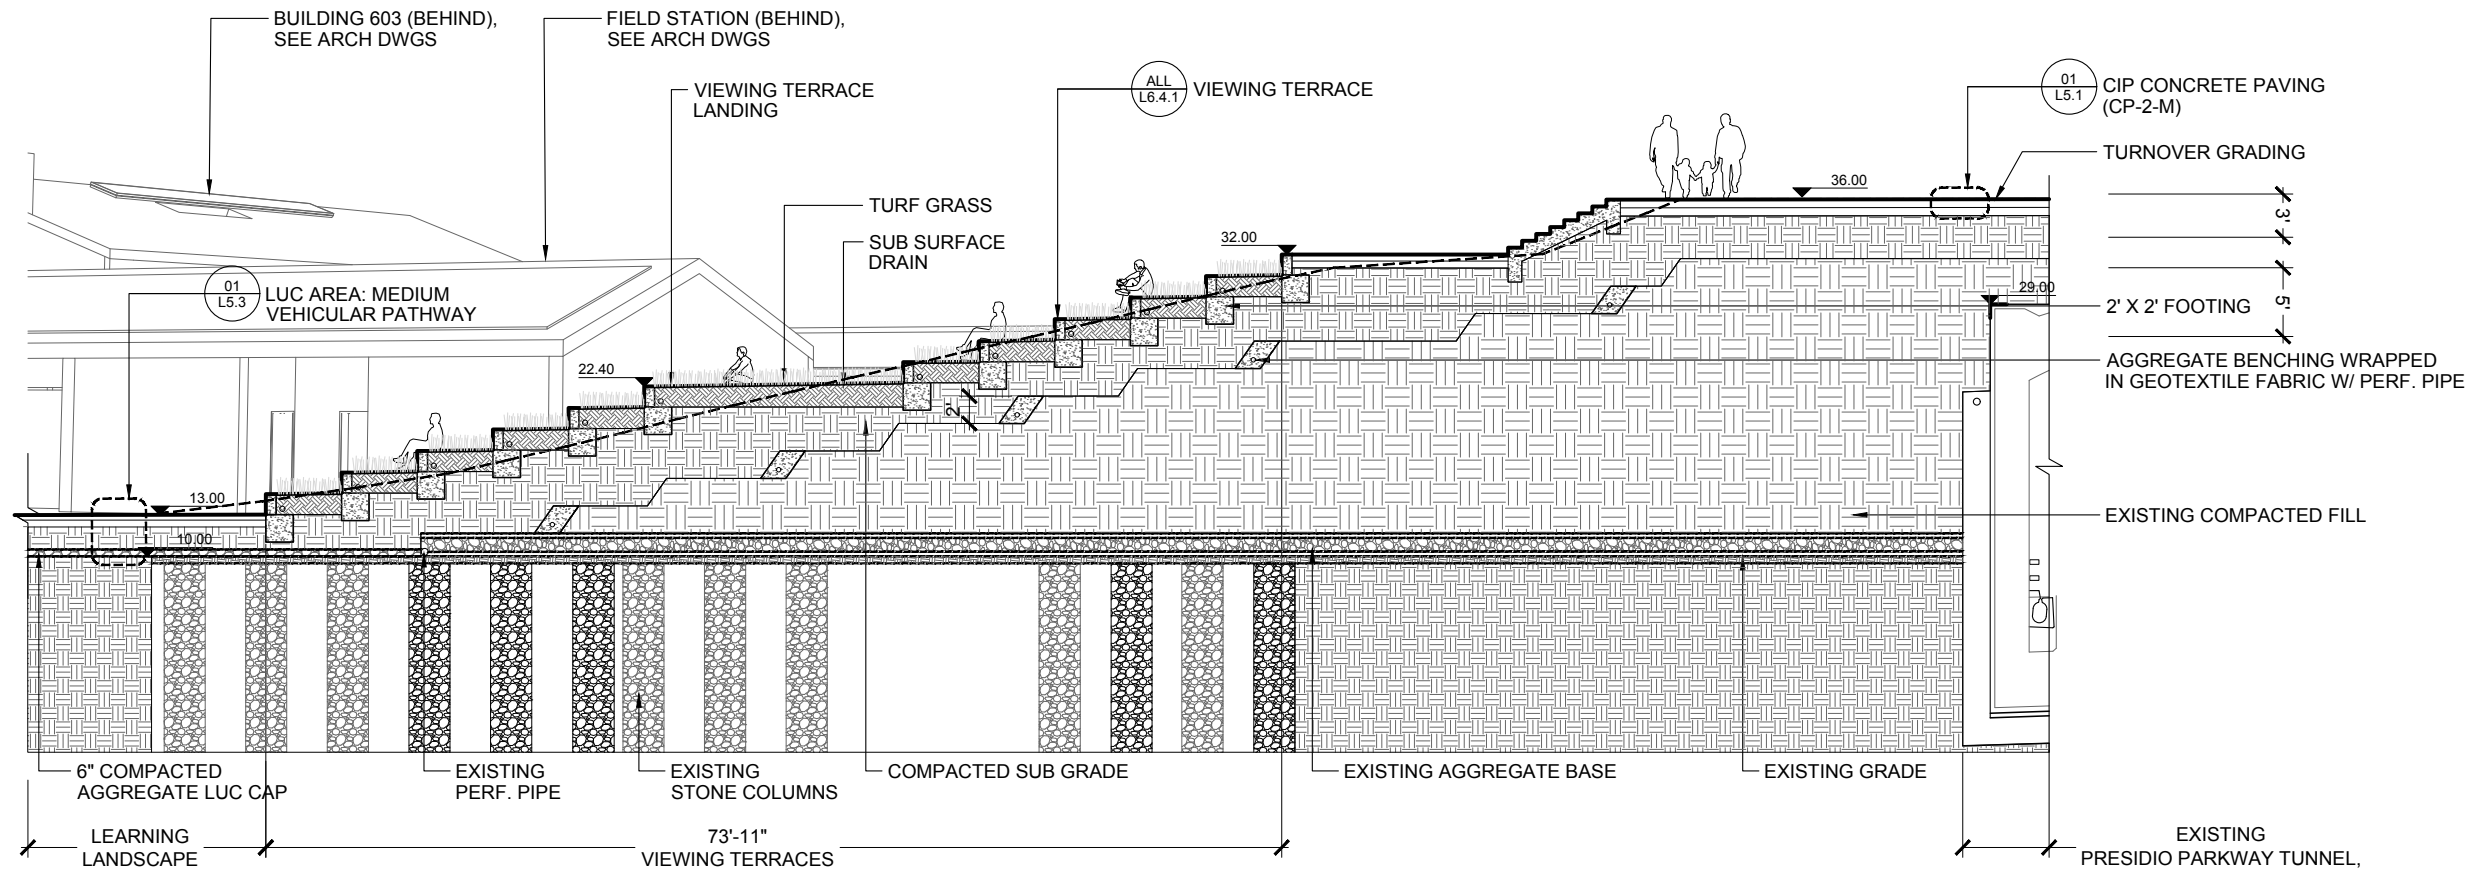 BUILDING 603 (BEHIND),
SEE ARCH DWGS
FIELD STATION (BEHIND),
SEE ARCH DWGS
VIEWING TERRACE
LANDING
ALL
L6.4.1
VIEWING TERRACE
01
L5.1
CIP CONCRETE PAVING
(CP-2-M)
TURNOVER GRADING
36.00
3'
TURF GRASS
SUB SURFACE
DRAIN
32.00
01
L5.3
LUC AREA: MEDIUM
VEHICULAR PATHWAY
29.00
2' X 2' FOOTING
5'
AGGREGATE BENCHING WRAPPED
IN GEOTEXTILE FABRIC W/ PERF. PIPE
22.40
2'
13.00
10.00
EXISTING COMPACTED FILL
6" COMPACTED
AGGREGATE LUC CAP
EXISTING
PERF. PIPE
EXISTING
STONE COLUMNS
COMPACTED SUB GRADE
EXISTING AGGREGATE BASE
EXISTING GRADE
LEARNING
LANDSCAPE
73'-11"
VIEWING TERRACES
EXISTING
PRESIDIO PARKWAY TUNNEL,